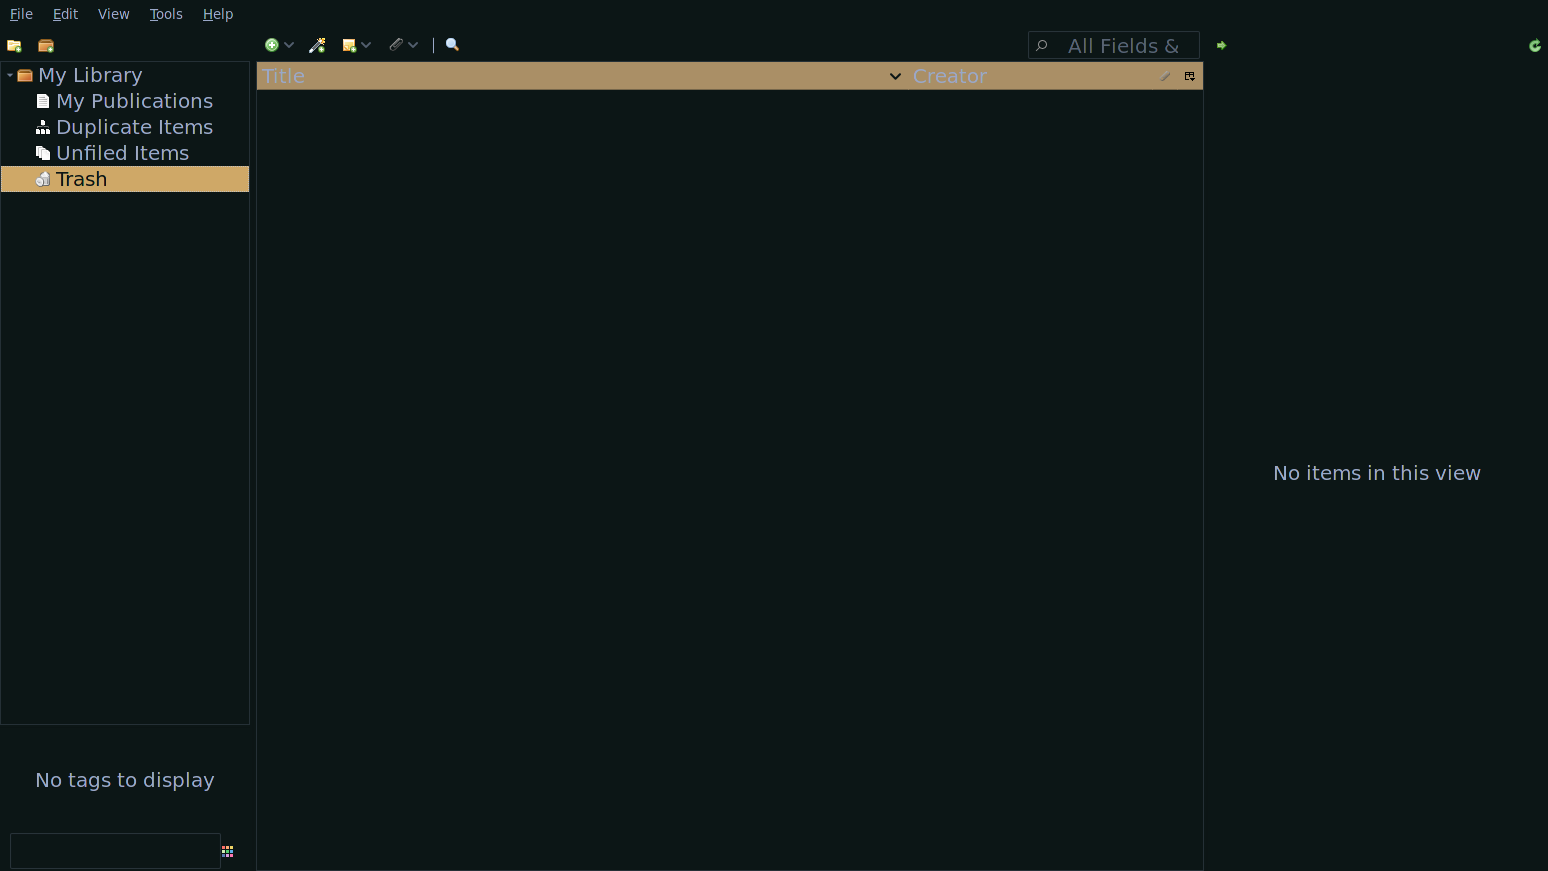 File Edit View Tools Help
All Fields &
My Library
Title Creator
My Publications
Duplicate Items
Unfiled Items
Trash
No items in this view
No tags to display